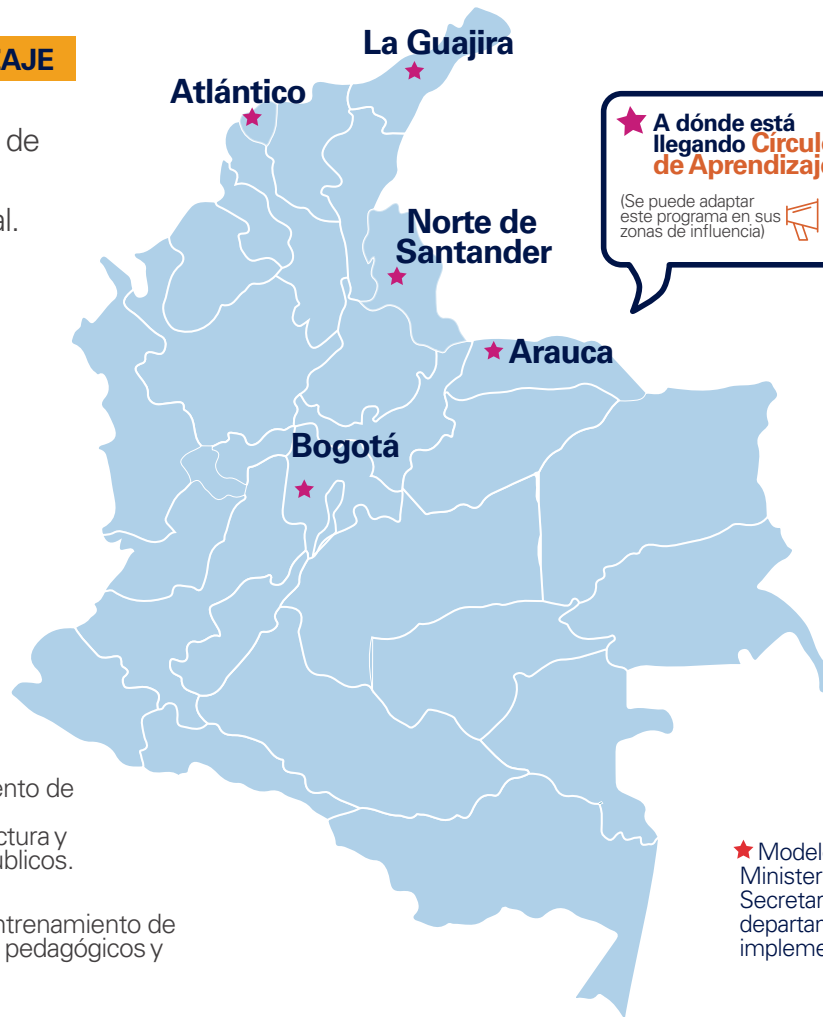 AJE
de
al.
La Guajira
Atlántico
A dónde está
llegando Círculo
de Aprendizaje
(Se puede adaptar
este programa en sus
zonas de influencia)
Norte de
Santander
Arauca
Bogotá
ento de
ctura y
úblicos.
ntrenamiento de
pedagógicos y
Model
Minister
Secretar
departam
impleme